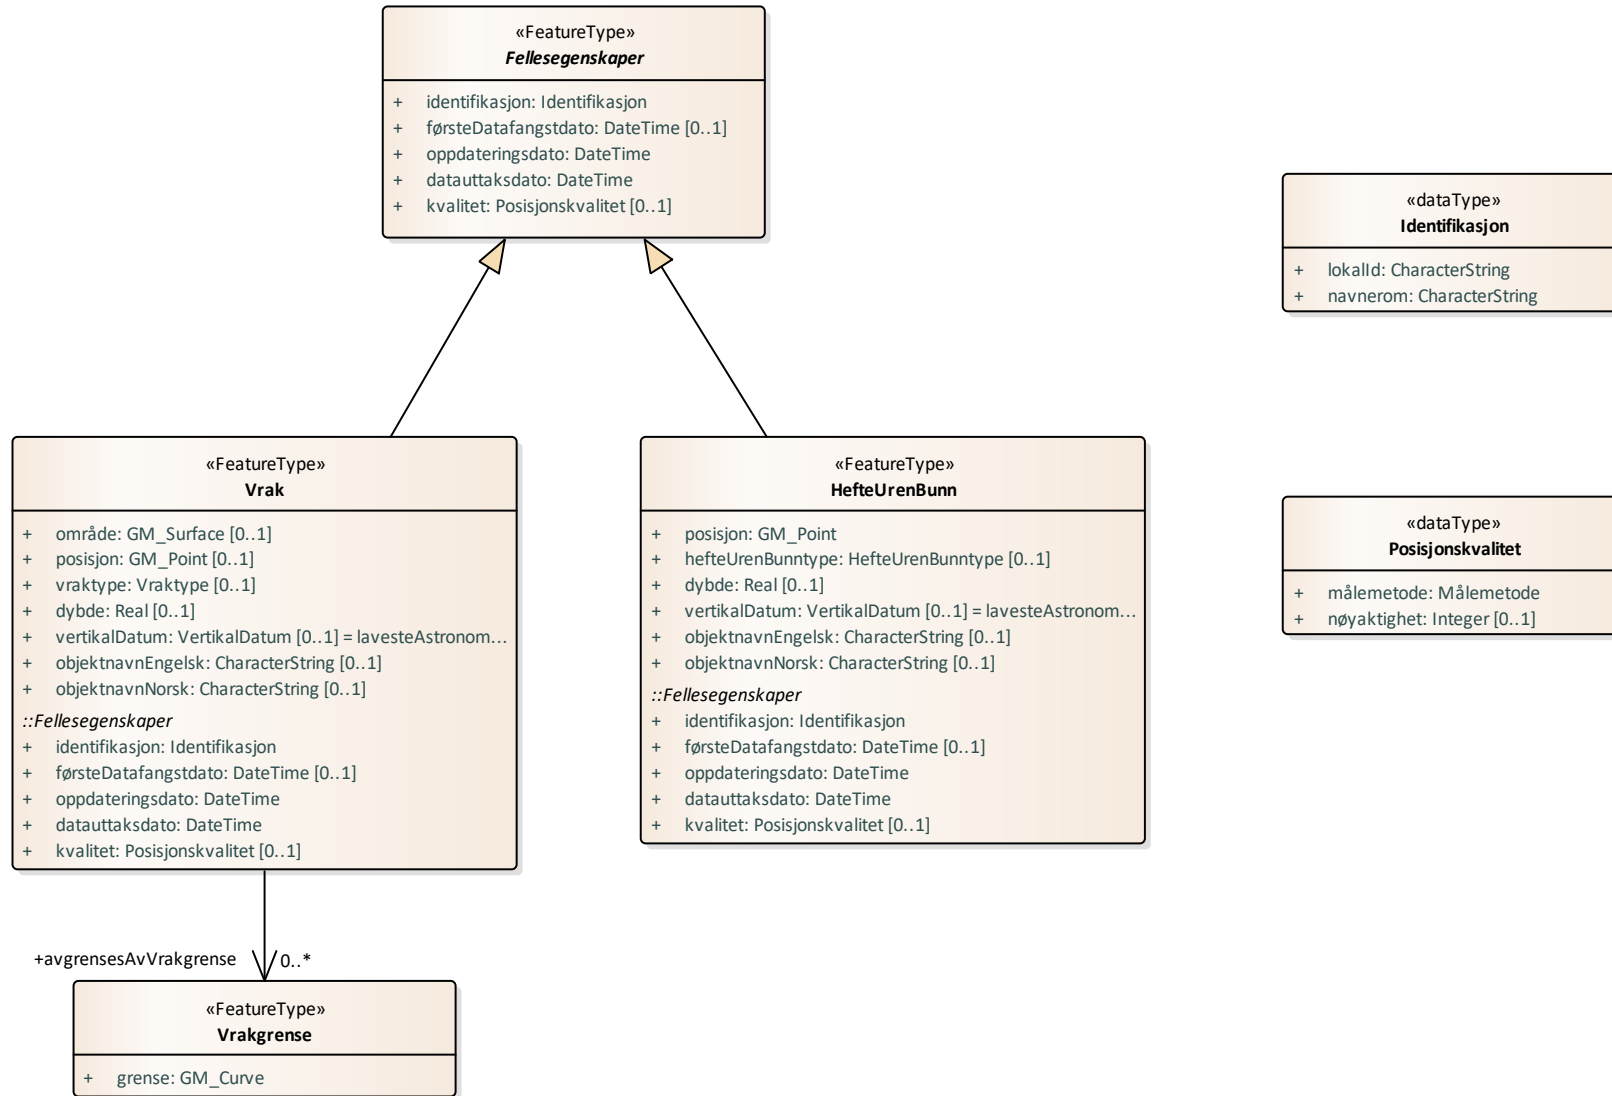 «FeatureType»
Fellesegenskaper
+ identifikasjon: Identifikasjon
+ førsteDatafangstdato: DateTime [0..1]
+ oppdateringsdato: DateTime
+ datauttaksdato: DateTime
+ kvalitet: Posisjonskvalitet [0..1]
«dataType»
Identifikasjon
+ lokalId: CharacterString
+ navnerom: CharacterString
«FeatureType»
Vrak
+ område: GM_Surface [0..1]
+ posisjon: GM_Point [0..1]
+ vraktype: Vraktype [0..1]
+ dybde: Real [0..1]
+ vertikalDatum: VertikalDatum [0..1] = lavesteAstronom...
+ objektnavnEngelsk: CharacterString [0..1]
+ objektnavnNorsk: CharacterString [0..1]
::Fellesegenskaper
+ identifikasjon: Identifikasjon
+ førsteDatafangstdato: DateTime [0..1]
+ oppdateringsdato: DateTime
+ datauttaksdato: DateTime
+ kvalitet: Posisjonskvalitet [0..1]
«FeatureType»
HefteUrenBunn
+ posisjon: GM_Point
+ hefteUrenBunntype: HefteUrenBunntype [0..1]
+ dybde: Real [0..1]
+ vertikalDatum: VertikalDatum [0..1] = lavesteAstronom...
+ objektnavnEngelsk: CharacterString [0..1]
+ objektnavnNorsk: CharacterString [0..1]
::Fellesegenskaper
+ identifikasjon: Identifikasjon
+ førsteDatafangstdato: DateTime [0..1]
+ oppdateringsdato: DateTime
+ datauttaksdato: DateTime
+ kvalitet: Posisjonskvalitet [0..1]
«dataType»
Posisjonskvalitet
+ målemetode: Målemetode
+ nøyaktighet: Integer [0..1]
+avgrensesAvVrakgrense 0..*
«FeatureType»
Vrakgrense
+ grense: GM_Curve